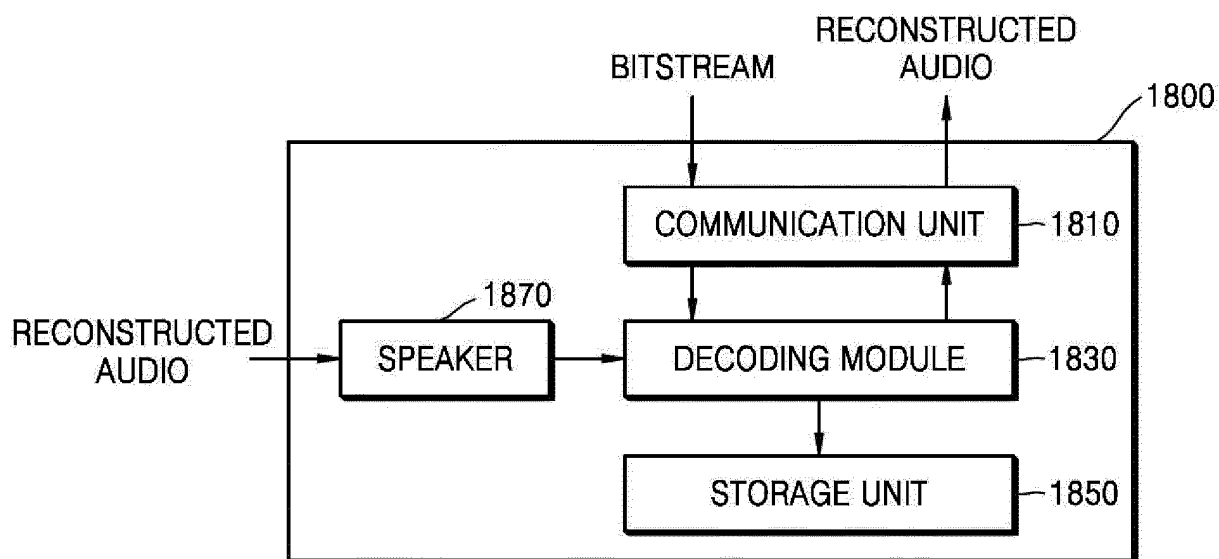 RECONSTRUCTED
AUDIO
BITSTREAM
1800
COMMUNICATION UNIT
1810
1870
RECONSTRUCTED
AUDIO
SPEAKER
DECODING MODULE
1830
STORAGE UNIT
1850